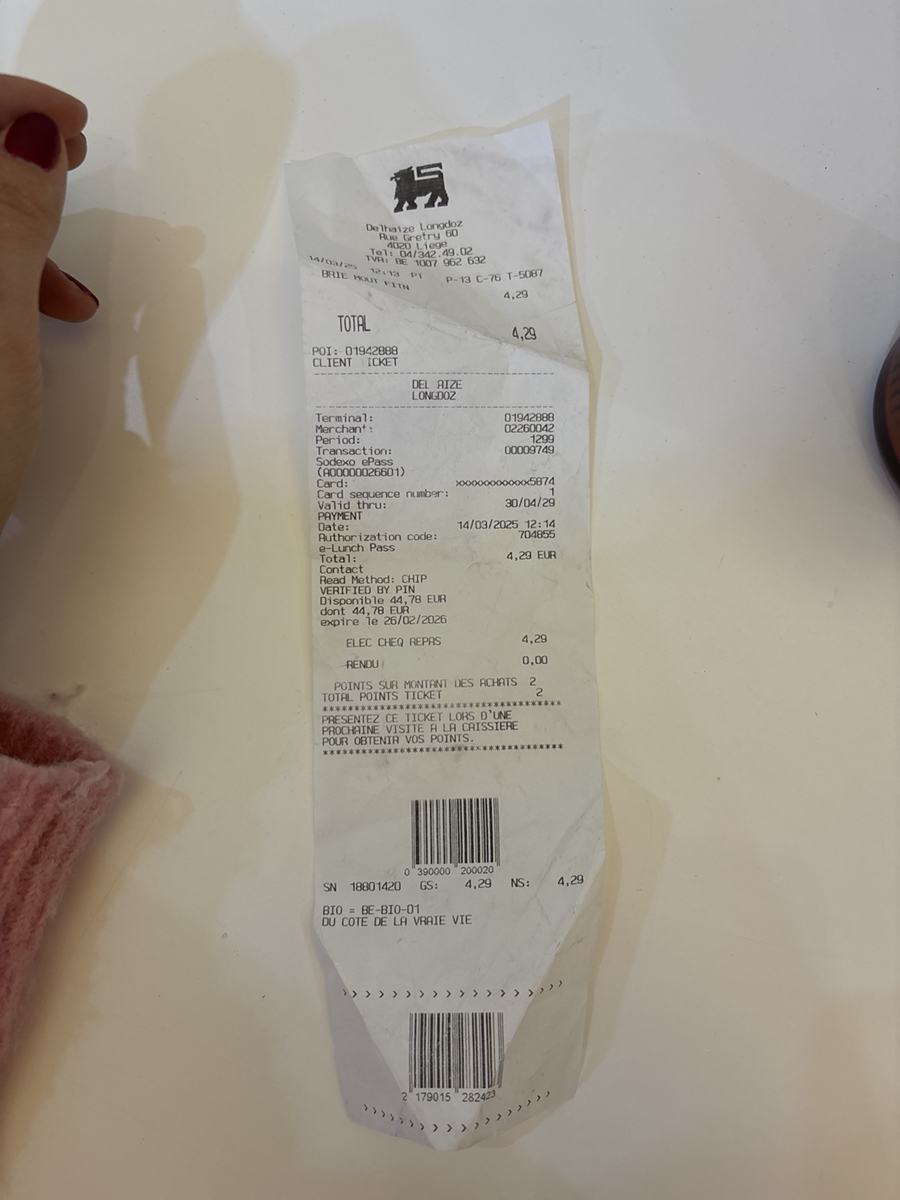 Delhaize Longdoz
Rue Gretry 60
4020 Liege
Tel: 04/342.49.02
TVA: BE 1007 962 632
14/03/25 12:13 P1 P-13 C-76 T-5087
BRIE MOUT FITN 4,29
TOTAL 4,29
POI: 01942888
CLIENT ICKET
DEL AIZE
LONGDOZ
Terminal: 01942888
Merchant: 02260042
Period: 1299
Transaction: 00009749
Sodexo ePass
(A00000026601)
Card: xxxxxxxxxxxx5874
Card sequence number: 1
Valid thru: 30/04/29
PAYMENT
Date: 14/03/2025 12:14
Authorization code: 704855
e-Lunch Pass
Total: 4,29 EUR
Contact
Read Method: CHIP
VERIFIED BY PIN
Disponible 44,78 EUR
dont 44,78 EUR
expire le 26/02/2026
ELEC CHEQ REPAS 4,29
RENDU 0,00
POINTS SUR MONTANT DES ACHATS 2
TOTAL POINTS TICKET 2
***********************************
PRESENTEZ CE TICKET LORS D'UNE
PROCHAINE VISITE A LA CAISSIERE
POUR OBTENIR VOS POINTS.
***********************************
0 390000 200020
SN 18801420 GS: 4,29 NS: 4,29
BIO = BE-BIO-01
DU COTE DE LA VRAIE VIE
2 179015 282423